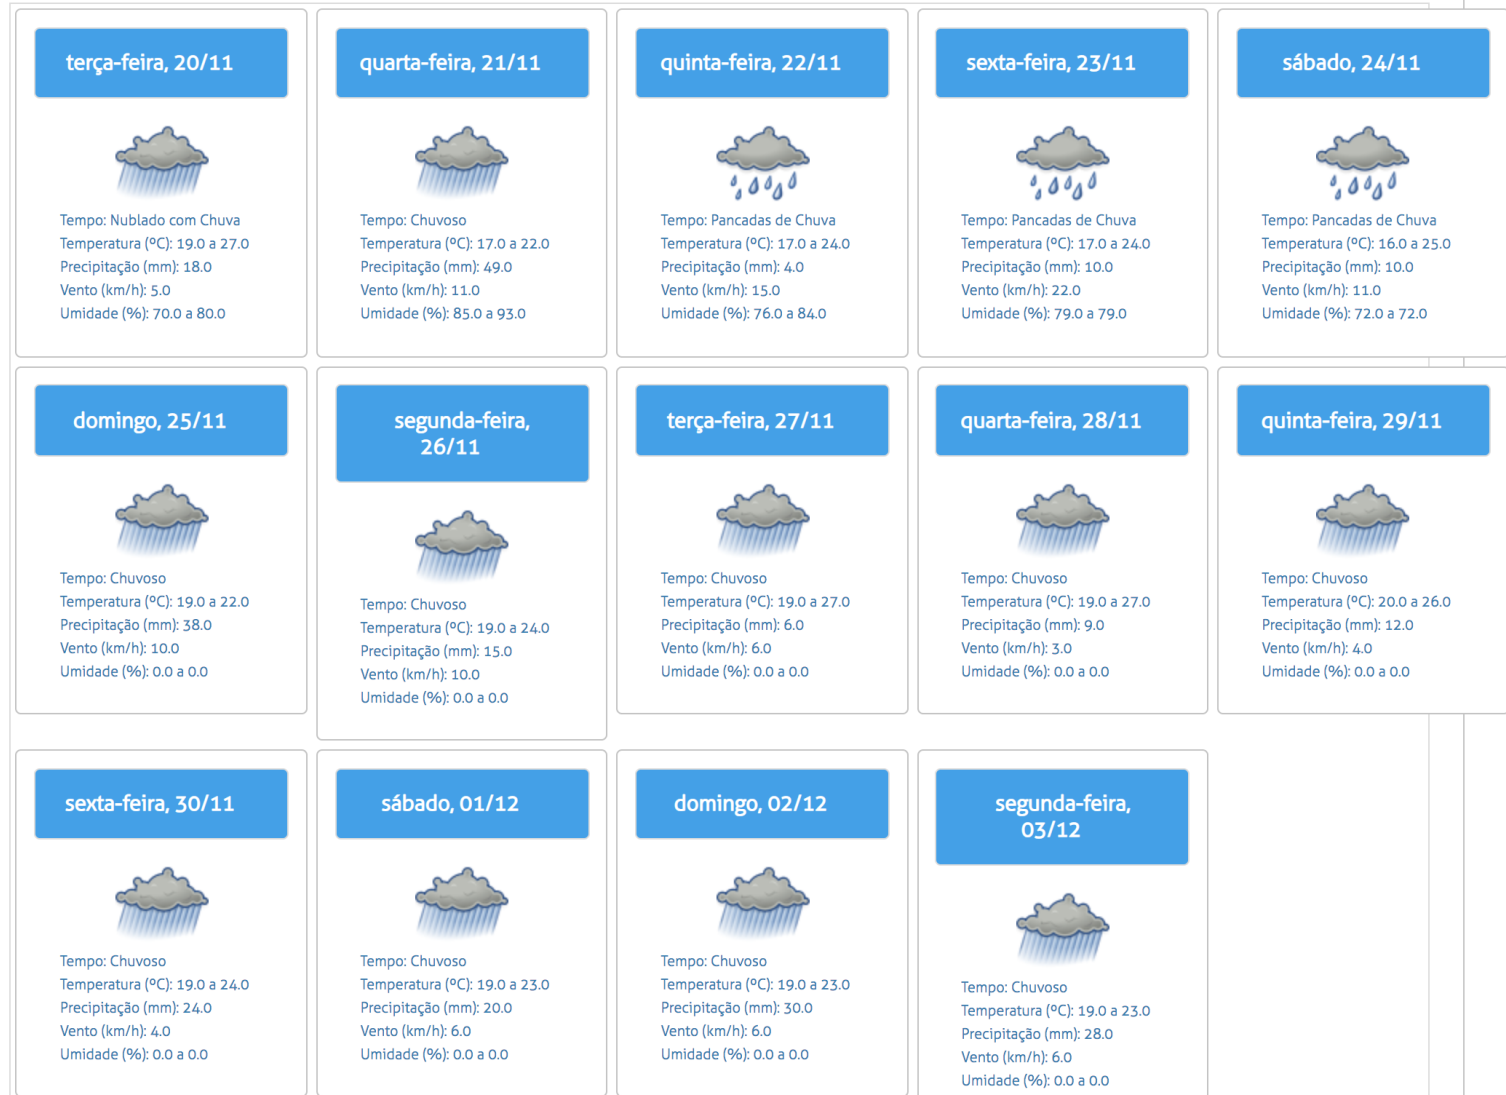 terça-feira, 20/11
Tempo: Nublado com Chuva
Temperatura (ºC): 19.0 a 27.0
Precipitação (mm): 18.0
Vento (km/h): 5.0
Umidade (%): 70.0 a 80.0
quarta-feira, 21/11
Tempo: Chuvoso
Temperatura (ºC): 17.0 a 22.0
Precipitação (mm): 49.0
Vento (km/h): 11.0
Umidade (%): 85.0 a 93.0
quinta-feira, 22/11
Tempo: Pancadas de Chuva
Temperatura (ºC): 17.0 a 24.0
Precipitação (mm): 4.0
Vento (km/h): 15.0
Umidade (%): 76.0 a 84.0
sexta-feira, 23/11
Tempo: Pancadas de Chuva
Temperatura (ºC): 17.0 a 24.0
Precipitação (mm): 10.0
Vento (km/h): 22.0
Umidade (%): 79.0 a 79.0
sábado, 24/11
Tempo: Pancadas de Chuva
Temperatura (ºC): 16.0 a 25.0
Precipitação (mm): 10.0
Vento (km/h): 11.0
Umidade (%): 72.0 a 72.0
domingo, 25/11
Tempo: Chuvoso
Temperatura (ºC): 19.0 a 22.0
Precipitação (mm): 38.0
Vento (km/h): 10.0
Umidade (%): 0.0 a 0.0
segunda-feira,
26/11
Tempo: Chuvoso
Temperatura (ºC): 19.0 a 24.0
Precipitação (mm): 15.0
Vento (km/h): 10.0
Umidade (%): 0.0 a 0.0
terça-feira, 27/11
Tempo: Chuvoso
Temperatura (ºC): 19.0 a 27.0
Precipitação (mm): 6.0
Vento (km/h): 6.0
Umidade (%): 0.0 a 0.0
quarta-feira, 28/11
Tempo: Chuvoso
Temperatura (ºC): 19.0 a 27.0
Precipitação (mm): 9.0
Vento (km/h): 3.0
Umidade (%): 0.0 a 0.0
quinta-feira, 29/11
Tempo: Chuvoso
Temperatura (ºC): 20.0 a 26.0
Precipitação (mm): 12.0
Vento (km/h): 4.0
Umidade (%): 0.0 a 0.0
sexta-feira, 30/11
Tempo: Chuvoso
Temperatura (ºC): 19.0 a 24.0
Precipitação (mm): 24.0
Vento (km/h): 4.0
Umidade (%): 0.0 a 0.0
sábado, 01/12
Tempo: Chuvoso
Temperatura (ºC): 19.0 a 23.0
Precipitação (mm): 20.0
Vento (km/h): 6.0
Umidade (%): 0.0 a 0.0
domingo, 02/12
Tempo: Chuvoso
Temperatura (ºC): 19.0 a 23.0
Precipitação (mm): 30.0
Vento (km/h): 6.0
Umidade (%): 0.0 a 0.0
segunda-feira,
03/12
Tempo: Chuvoso
Temperatura (ºC): 19.0 a 23.0
Precipitação (mm): 28.0
Vento (km/h): 6.0
Umidade (%): 0.0 a 0.0